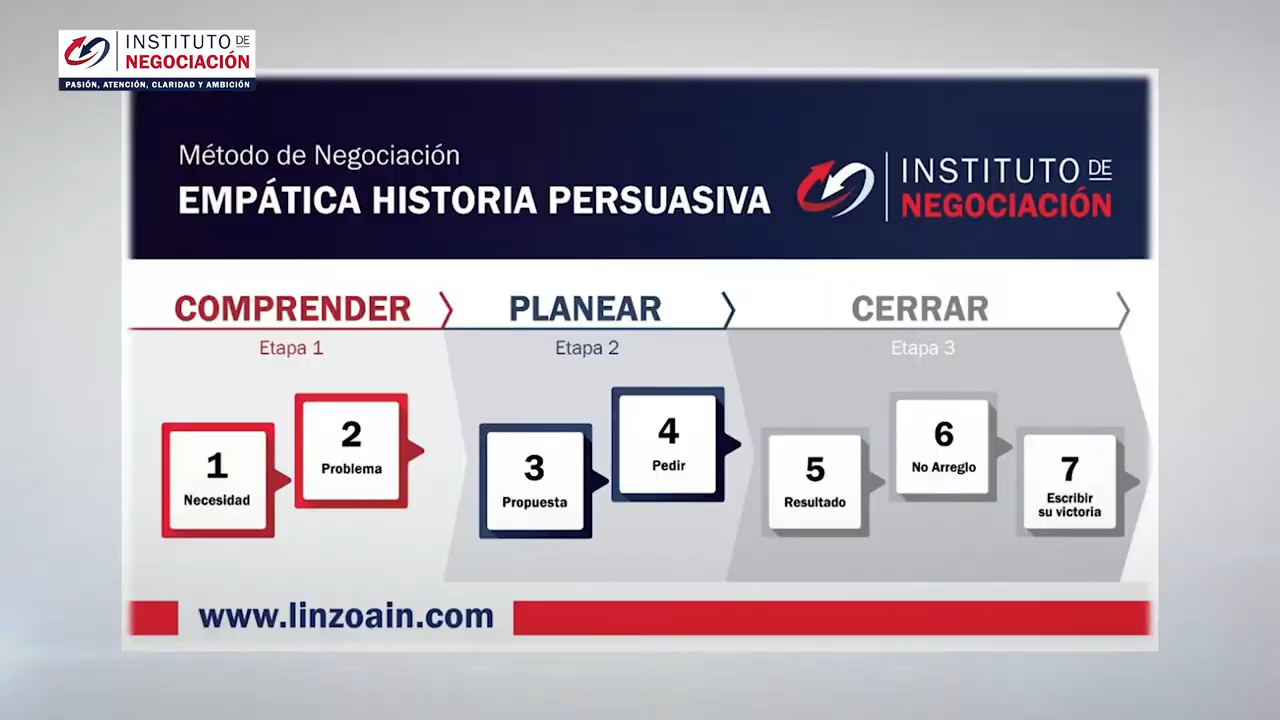 INSTITUTO DE
NEGOCIACIÓN
PASIÓN, ATENCIÓN, CLARIDAD Y AMBICIÓN
Método de Negociación
EMPÁTICA HISTORIA PERSUASIVA
INSTITUTO DE
NEGOCIACIÓN
COMPRENDER
Etapa 1
PLANEAR
Etapa 2
CERRAR
Etapa 3
1
Necesidad
2
Problema
3
Propuesta
4
Pedir
5
Resultado
6
No Arreglo
7
Escribir
su victoria
www.linzoain.com